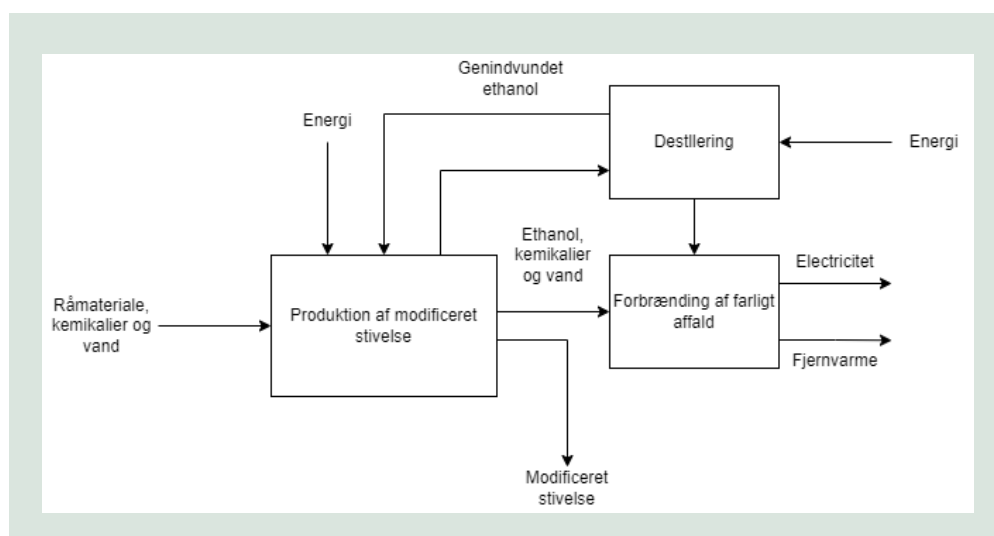 Genindvundet
ethanol
Energi
Destllering
Energi
Ethanol,
kemikalier
og vand
Electricitet
Råmateriale,
kemikalier og
vand
Produktion af modificeret
stivelse
Forbrænding af farligt
affald
Fjernvarme
Modificeret
stivelse